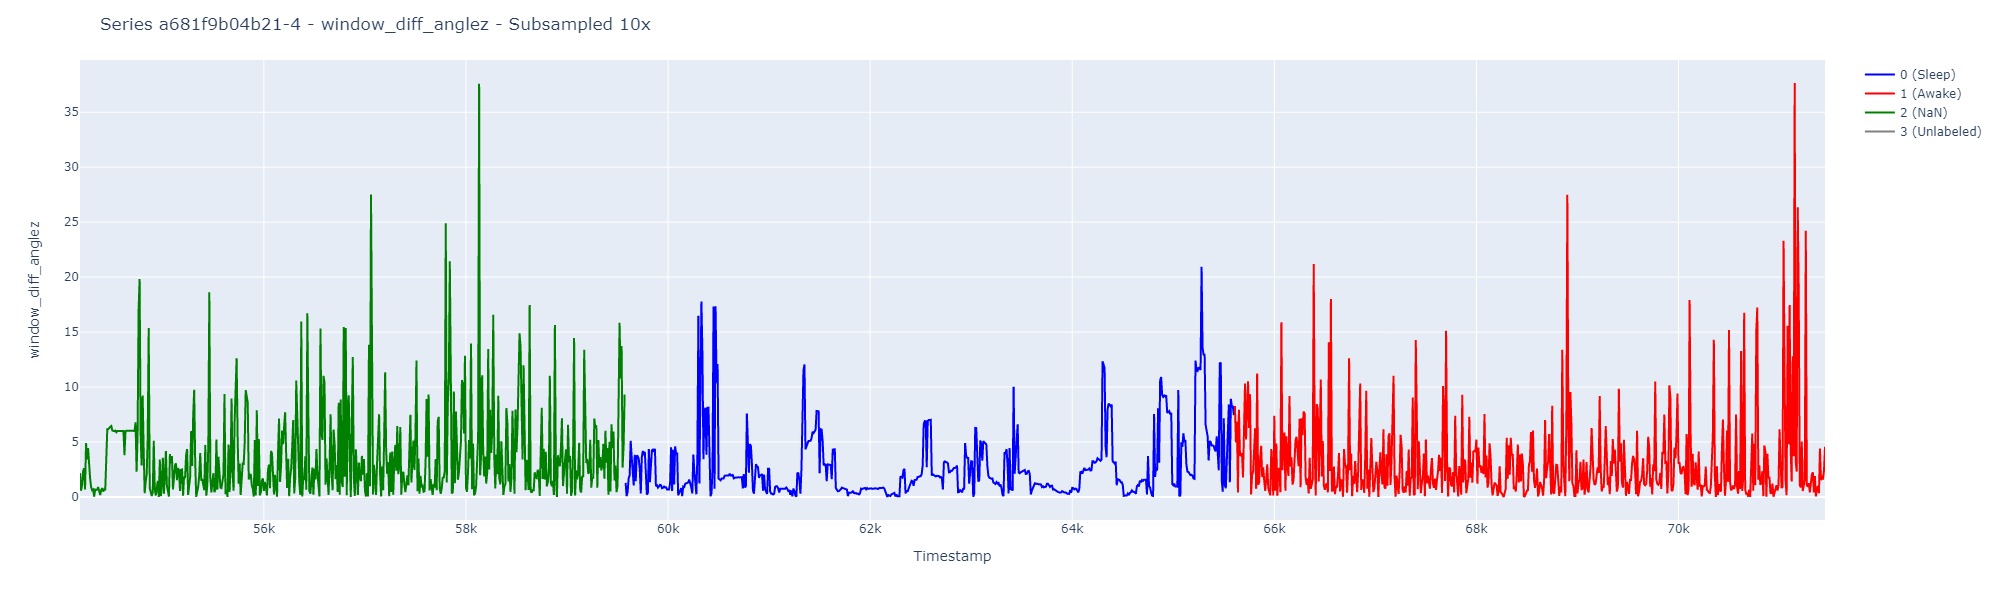 Series a681f9b04b21-4 - window_diff_anglez - Subsampled 10x
0 (Sleep)
1 (Awake)
2 (NaN)
3 (Unlabeled)
window_diff_anglez
35
30
25
20
15
10
5
0
56k 58k 60k 62k 64k 66k 68k 70k
Timestamp